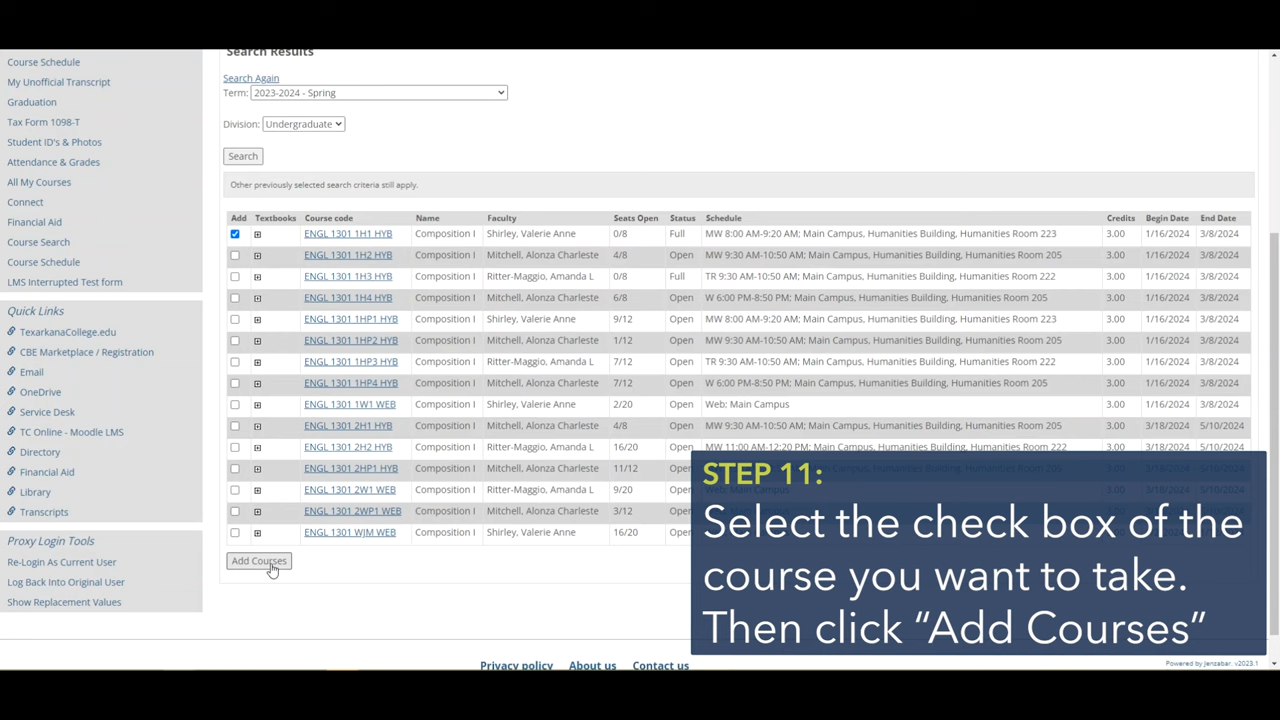 Search Results
Course Schedule
My Unofficial Transcript
Graduation
Tax Form 1098-T
Student ID's & Photos
Attendance & Grades
All My Courses
Connect
Financial Aid
Course Search
Course Schedule
LMS Interrupted Test form
Quick Links
TexarkanaCollege.edu
CBE Marketplace / Registration
Email
OneDrive
Service Desk
TC Online - Moodle LMS
Directory
Financial Aid
Library
Transcripts
Proxy Login Tools
Re-Login As Current User
Log Back Into Original User
Show Replacement Values
Search Again
Term: 2023-2024 - Spring
Division: Undergraduate
Search
Other previously selected search criteria still apply.
Add Textbooks Course code Name Faculty Seats Open Status Schedule Credits Begin Date End Date
ENGL 1301 1H1 HYB Composition I Shirley, Valerie Anne 0/8 Full MW 8:00 AM-9:20 AM; Main Campus, Humanities Building, Humanities Room 223 3.00 1/16/2024 3/8/2024
ENGL 1301 1H2 HYB Composition I Mitchell, Alonza Charleste 4/8 Open MW 9:30 AM-10:50 AM; Main Campus, Humanities Building, Humanities Room 205 3.00 1/16/2024 3/8/2024
ENGL 1301 1H3 HYB Composition I Ritter-Maggio, Amanda L 0/8 Full TR 9:30 AM-10:50 AM; Main Campus, Humanities Building, Humanities Room 222 3.00 1/16/2024 3/8/2024
ENGL 1301 1H4 HYB Composition I Mitchell, Alonza Charleste 6/8 Open W 6:00 PM-8:50 PM; Main Campus, Humanities Building, Humanities Room 205 3.00 1/16/2024 3/8/2024
ENGL 1301 1HP1 HYB Composition I Shirley, Valerie Anne 9/12 Open MW 8:00 AM-9:20 AM; Main Campus, Humanities Building, Humanities Room 223 3.00 1/16/2024 3/8/2024
ENGL 1301 1HP2 HYB Composition I Mitchell, Alonza Charleste 1/12 Open MW 9:30 AM-10:50 AM; Main Campus, Humanities Building, Humanities Room 205 3.00 1/16/2024 3/8/2024
ENGL 1301 1HP3 HYB Composition I Ritter-Maggio, Amanda L 7/12 Open TR 9:30 AM-10:50 AM; Main Campus, Humanities Building, Humanities Room 222 3.00 1/16/2024 3/8/2024
ENGL 1301 1HP4 HYB Composition I Mitchell, Alonza Charleste 7/12 Open W 6:00 PM-8:50 PM; Main Campus, Humanities Building, Humanities Room 205 3.00 1/16/2024 3/8/2024
ENGL 1301 1W1 WEB Composition I Shirley, Valerie Anne 2/20 Open Web: Main Campus 3.00 1/16/2024 3/8/2024
ENGL 1301 2H1 HYB Composition I Mitchell, Alonza Charleste 4/8 Open MW 9:30 AM-10:50 AM; Main Campus, Humanities Building, Humanities Room 205 3.00 3/18/2024 5/10/2024
ENGL 1301 2H2 HYB Composition I Ritter-Maggio, Amanda L 16/20 Open MW 11:00 AM-12:20 PM; Main Campus, Humanities Building, Humanities Room 222 3.00 3/18/2024 5/10/2024
ENGL 1301 2HP1 HYB Composition I Mitchell, Alonza Charleste 11/12 Open
ENGL 1301 2W1 WEB Composition I Ritter-Maggio, Amanda L 9/20 Open
ENGL 1301 2WP1 WEB Composition I Mitchell, Alonza Charleste 3/12 Open
ENGL 1301 WJM WEB Composition I Shirley, Valerie Anne 16/20 Open
Add Courses
STEP 11:
Select the check box of the
course you want to take.
Then click “Add Courses”
Privacy policy About us Contact us
Powered by Jenzabar. v2023.1